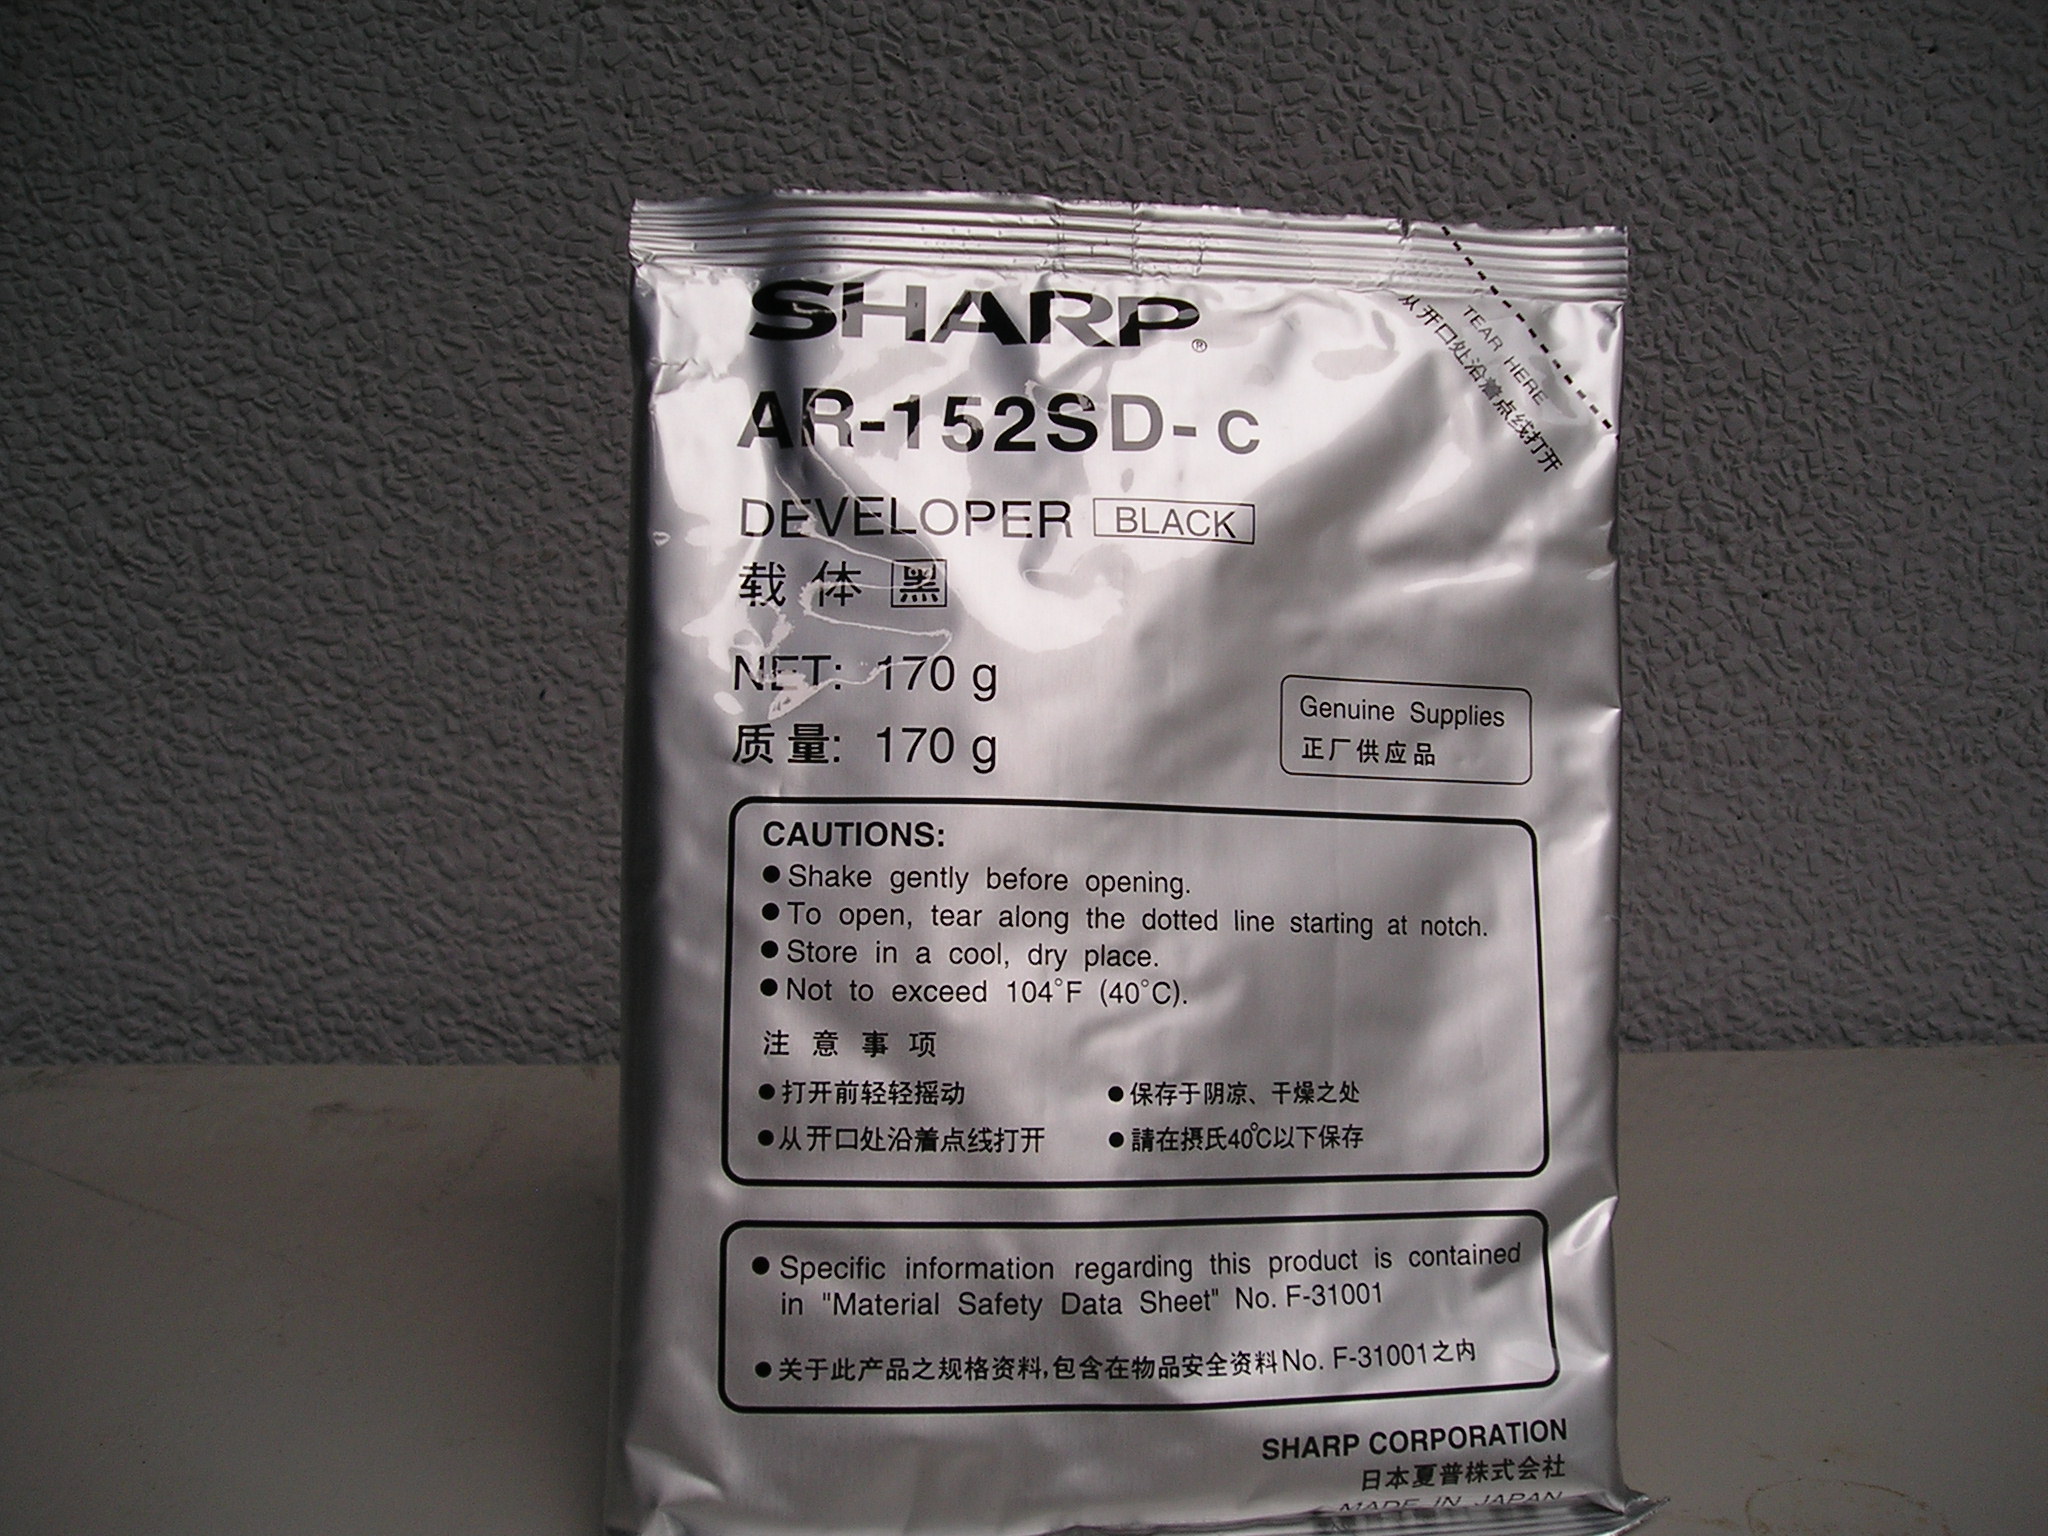 SHARP®
TEAR HERE
从开口处沿着点线打开
AR-152SD-C
DEVELOPER BLACK
载体 黑
NET: 170 g
质量: 170 g
Genuine Supplies
正厂供应品
CAUTIONS:
● Shake gently before opening.
● To open, tear along the dotted line starting at notch.
● Store in a cool, dry place.
● Not to exceed 104°F (40°C).
注意事项
● 打开前轻轻摇动 ● 保存于阴凉、干燥之处
● 从开口处沿着点线打开 ● 請在摂氏40℃以下保存
● Specific information regarding this product is contained
in "Material Safety Data Sheet" No. F-31001
● 关于此产品之规格资料,包含在物品安全资料No. F-31001之内
SHARP CORPORATION
日本夏普株式会社
MADE IN JAPAN